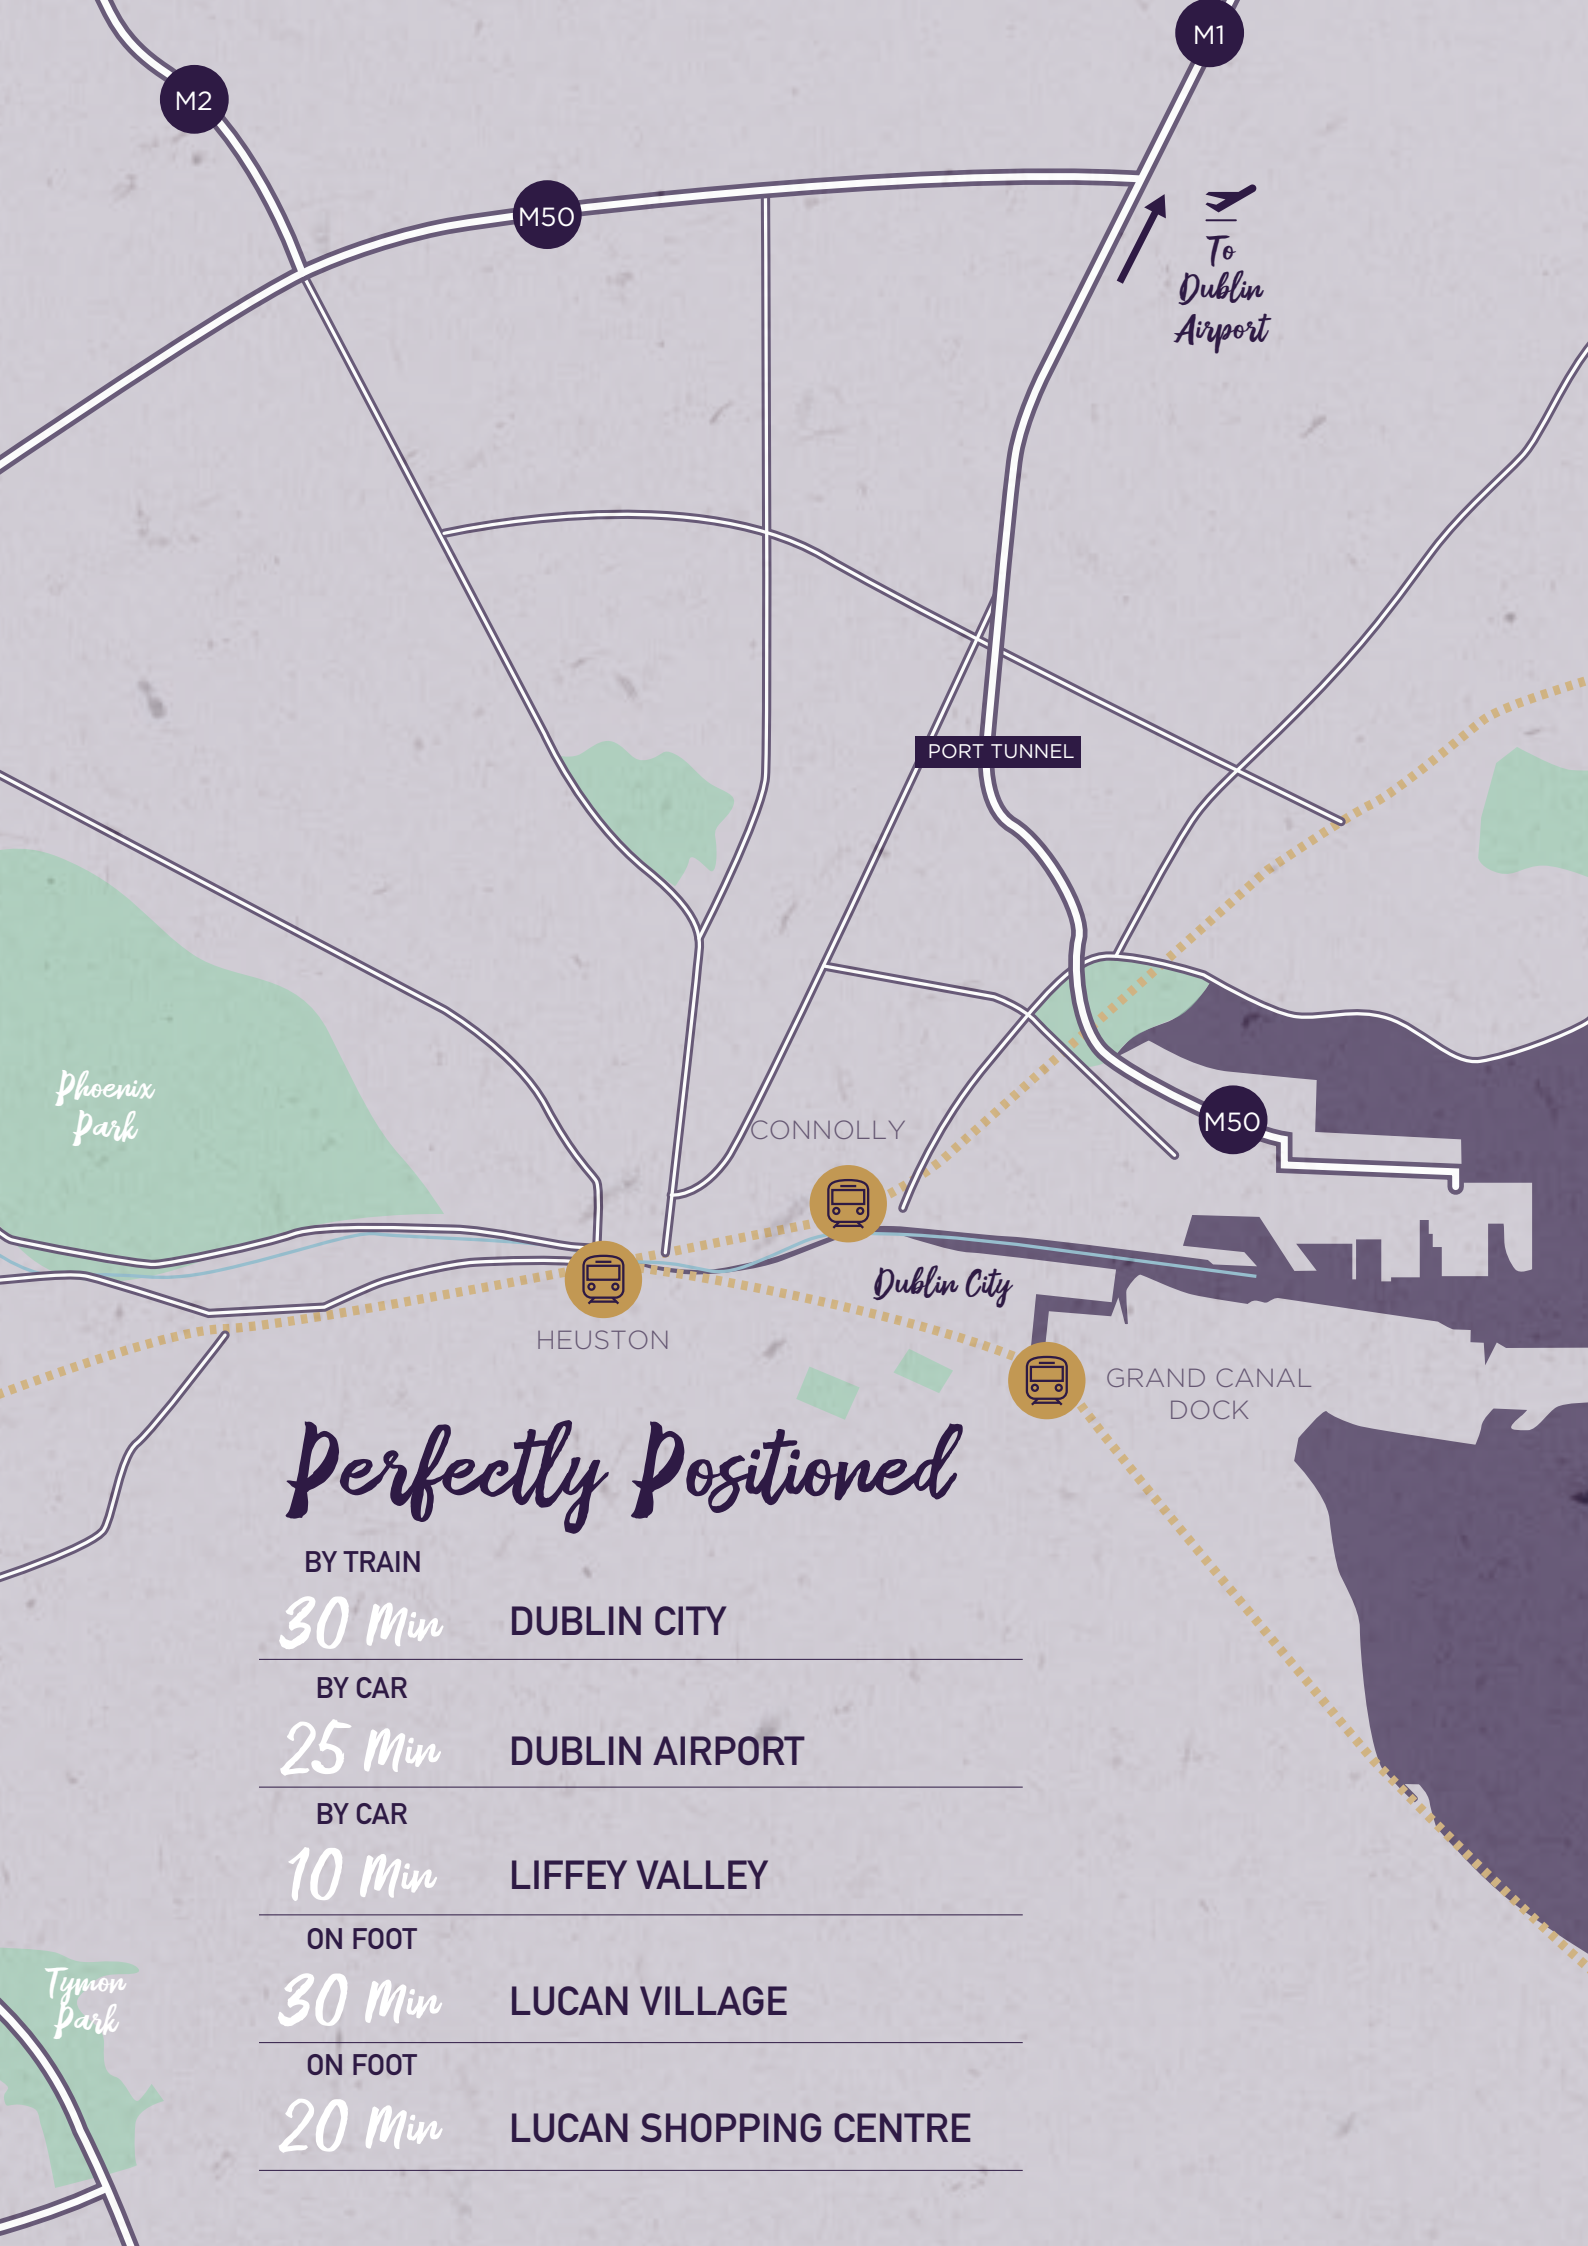 M1
M2
M50
To
Dublin
Airport
PORT TUNNEL
Phoenix
Park
CONNOLLY
M50
Dublin City
HEUSTON
GRAND CANAL
DOCK
Perfectly Positioned
BY TRAIN
30 Min DUBLIN CITY
BY CAR
25 Min DUBLIN AIRPORT
BY CAR
10 Min LIFFEY VALLEY
ON FOOT
30 Min LUCAN VILLAGE
ON FOOT
20 Min LUCAN SHOPPING CENTRE
Tymon
Park